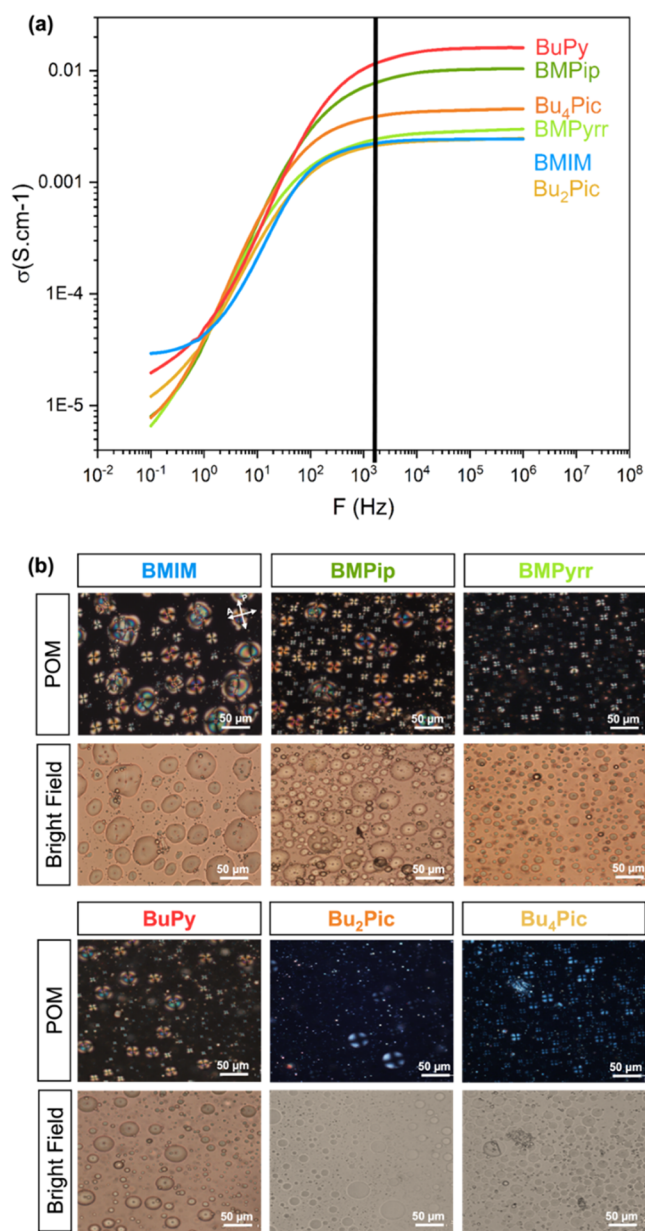 (a)
σ(S.cm-1)
0.01
0.001
1E-4
1E-5
BuPy
BMPip
Bu₄Pic
BMPyrr
BMIM
Bu₂Pic
10⁻² 10⁻¹ 10⁰ 10¹ 10² 10³ 10⁴ 10⁵ 10⁶ 10⁷ 10⁸
F (Hz)
(b)
BMIM BMPip BMPyrr
POM
A P
50 µm 50 µm 50 µm
Bright Field
50 µm 50 µm 50 µm
BuPy Bu₂Pic Bu₄Pic
POM
50 µm 50 µm 50 µm
Bright Field
50 µm 50 µm 50 µm